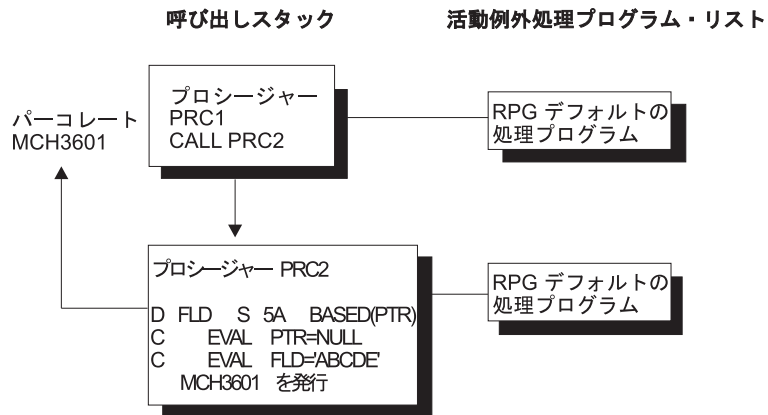 呼び出しスタック
活動例外処理プログラム・リスト
パーコレート
MCH3601
プロシージャー
PRC1
CALL PRC2
RPG デフォルトの
処理プログラム
プロシージャー PRC2
D FLD S 5A BASED(PTR)
C EVAL PTR=NULL
C EVAL FLD='ABCDE'
MCH3601 を発行
RPG デフォルトの
処理プログラム